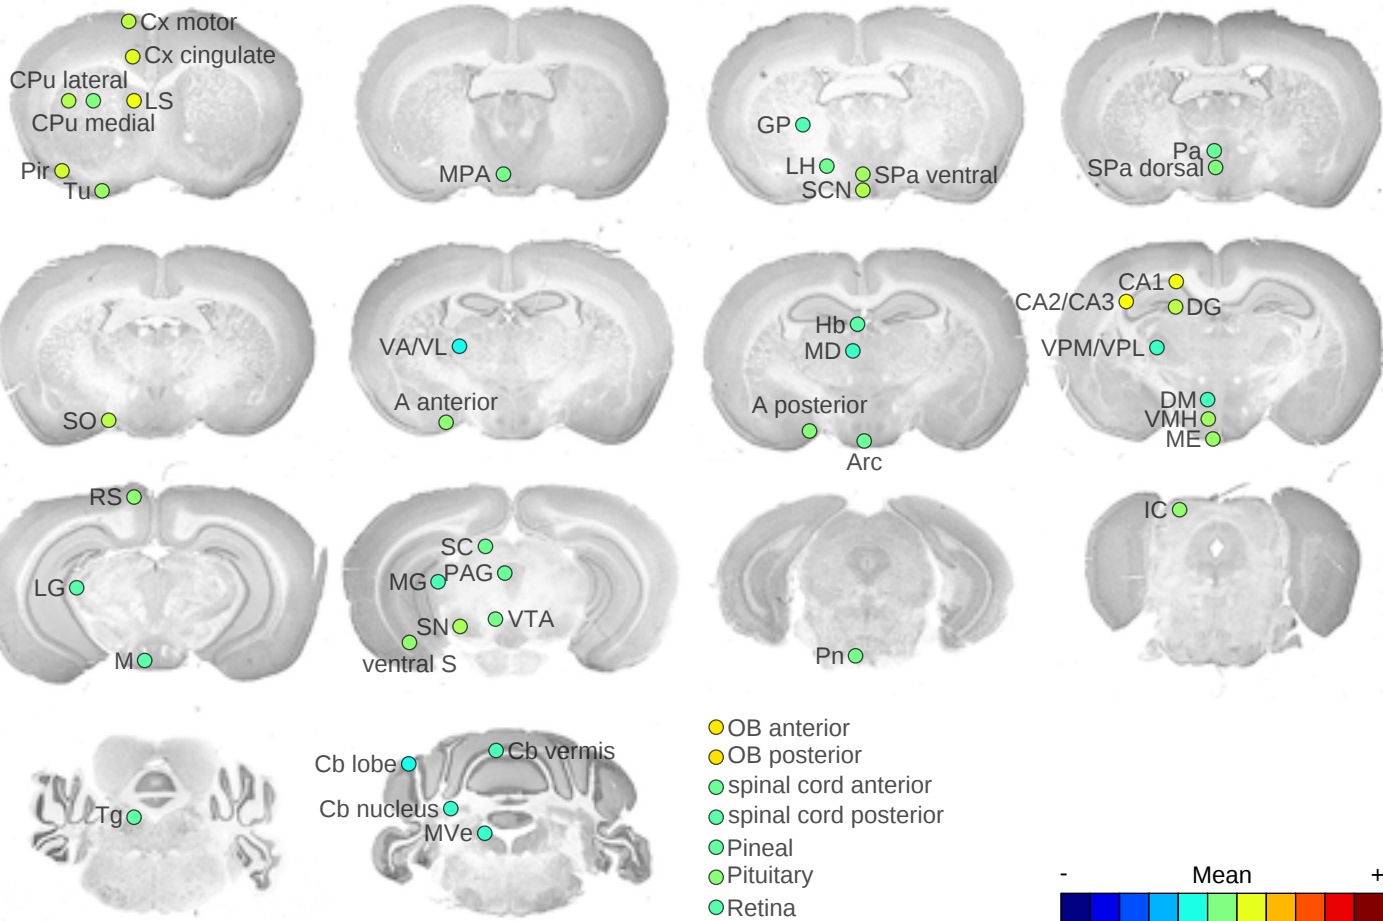 Cx motor
Cx cingulate
CPu lateral
LS
CPu medial
Pir
Tu
MPA
GP
LH
SPa ventral
SCN
Pa
SPa dorsal
SO
VA/VL
A anterior
Hb
MD
A posterior
Arc
CA1
CA2/CA3
DG
VPM/VPL
DM
VMH
ME
RS
LG
M
SC
PAG
MG
VTA
SN
ventral S
Pn
IC
Tg
Cb vermis
Cb lobe
Cb nucleus
MVe
OB anterior
OB posterior
spinal cord anterior
spinal cord posterior
Pineal
Pituitary
Retina
- Mean +